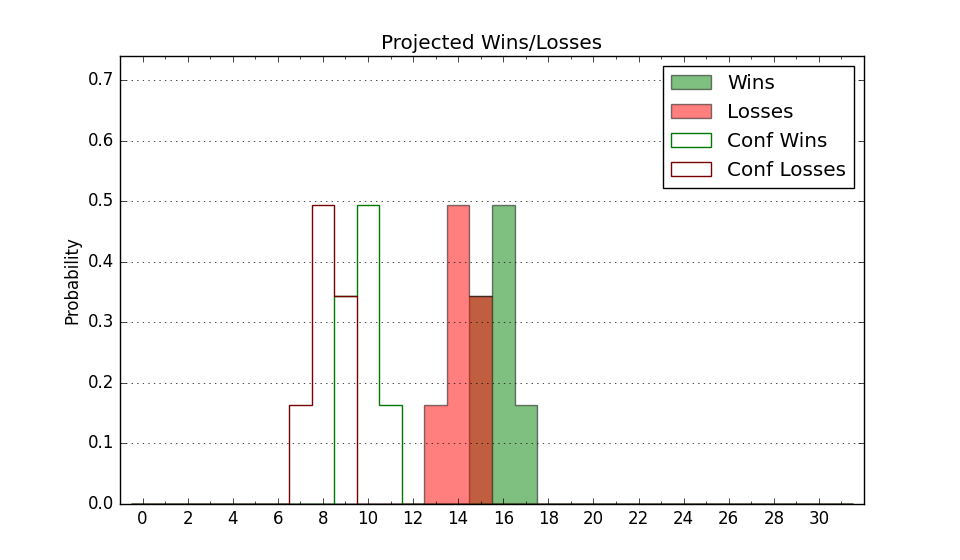 Projected Wins/Losses
Wins
Losses
Conf Wins
Conf Losses
Probability
0.7
0.6
0.5
0.4
0.3
0.2
0.1
0.0
0 2 4 6 8 10 12 14 16 18 20 22 24 26 28 30